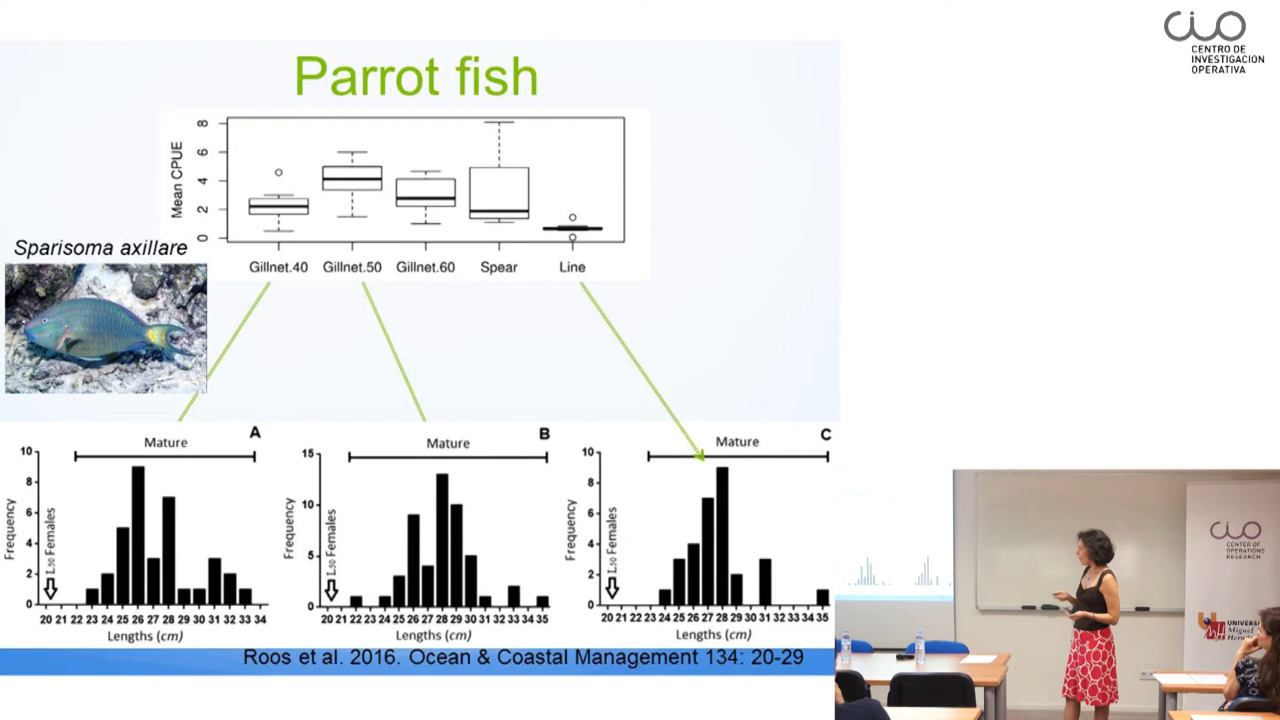 Parrot fish
CIO
CENTRO DE
INVESTIGACION
OPERATIVA
Mean CPUE
8
6
4
2
0
Gillnet.40 Gillnet.50 Gillnet.60 Spear Line
Sparisoma axillare
A
Mature
Frequency
10
8
6
4
2
0
L50 Females
20 21 22 23 24 25 26 27 28 29 30 31 32 33 34
Lengths (cm)
B
Mature
Frequency
15
10
5
0
L50 Females
20 21 22 23 24 25 26 27 28 29 30 31 32 33 34 35
Lengths (cm)
C
Mature
Frequency
10
8
6
4
2
0
L50 Females
20 21 22 23 24 25 26 27 28 29 30 31 32 33 34 35
Lengths (cm)
Roos et al. 2016. Ocean & Coastal Management 134: 20-29
CIO
CENTER OF
OPERATIONS
RESEARCH
UNIVERS
Miguel